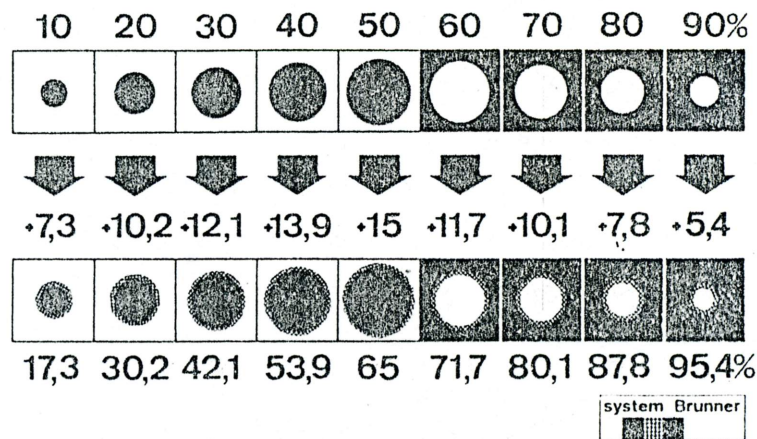 10 20 30 40 50 60 70 80 90%
+7,3 +10,2 +12,1 +13,9 +15 +11,7 +10,1 +7,8 +5,4
17,3 30,2 42,1 53,9 65 71,7 80,1 87,8 95,4%
system Brunner